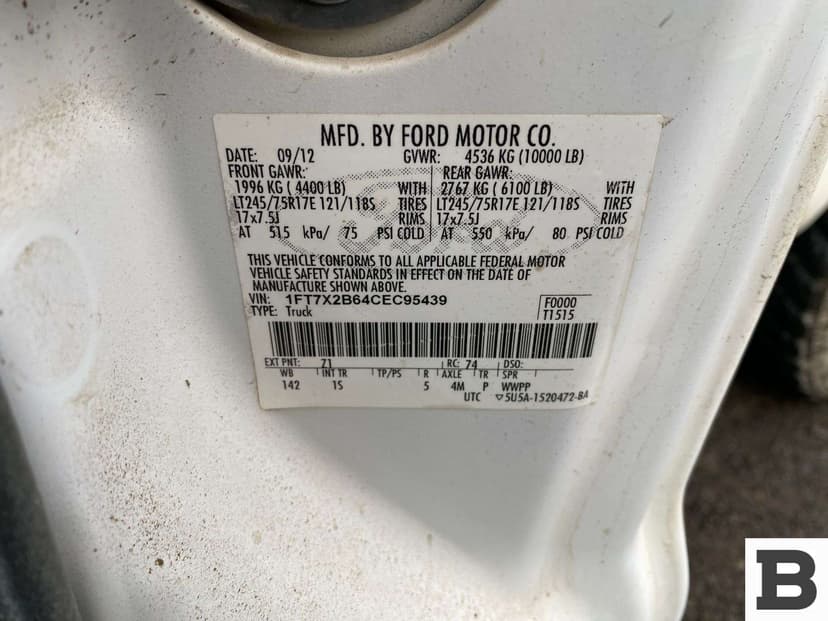 MFD. BY FORD MOTOR CO.
DATE: 09/12 GVWR: 4536 KG (10000 LB)
FRONT GAWR: REAR GAWR:
1996 KG ( 4400 LB) WITH 2767 KG ( 6100 LB) WITH
LT245/75R17E 121/118S TIRES LT245/75R17E 121/118S TIRES
17x7.5J RIMS 17x7.5J RIMS
AT 515 kPa/ 75 PSI COLD AT 550 kPa/ 80 PSI COLD
THIS VEHICLE CONFORMS TO ALL APPLICABLE FEDERAL MOTOR
VEHICLE SAFETY STANDARDS IN EFFECT ON THE DATE OF
MANUFACTURE SHOWN ABOVE.
VIN: 1FT7X2B64CEC95439 F0000
TYPE: Truck T1515
EXT PNT: Z1 RC: 74 DSO:
WB INT TR TP/PS R AXLE TR SPR
142 1S 5 4M P WWPP
UTC ▽5U5A-1520472-BA
B